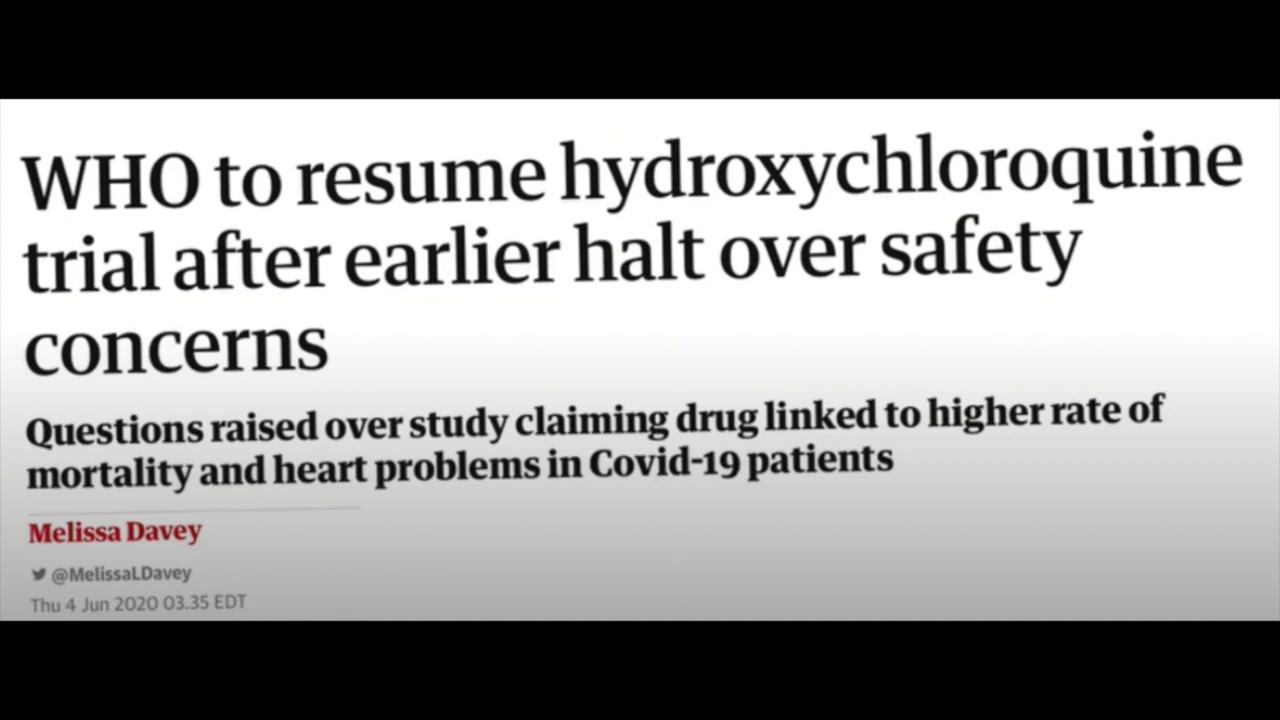 WHO to resume hydroxychloroquine
trial after earlier halt over safety
concerns
Questions raised over study claiming drug linked to higher rate of
mortality and heart problems in Covid-19 patients
Melissa Davey
@MelissaLDavey
Thu 4 Jun 2020 03.35 EDT